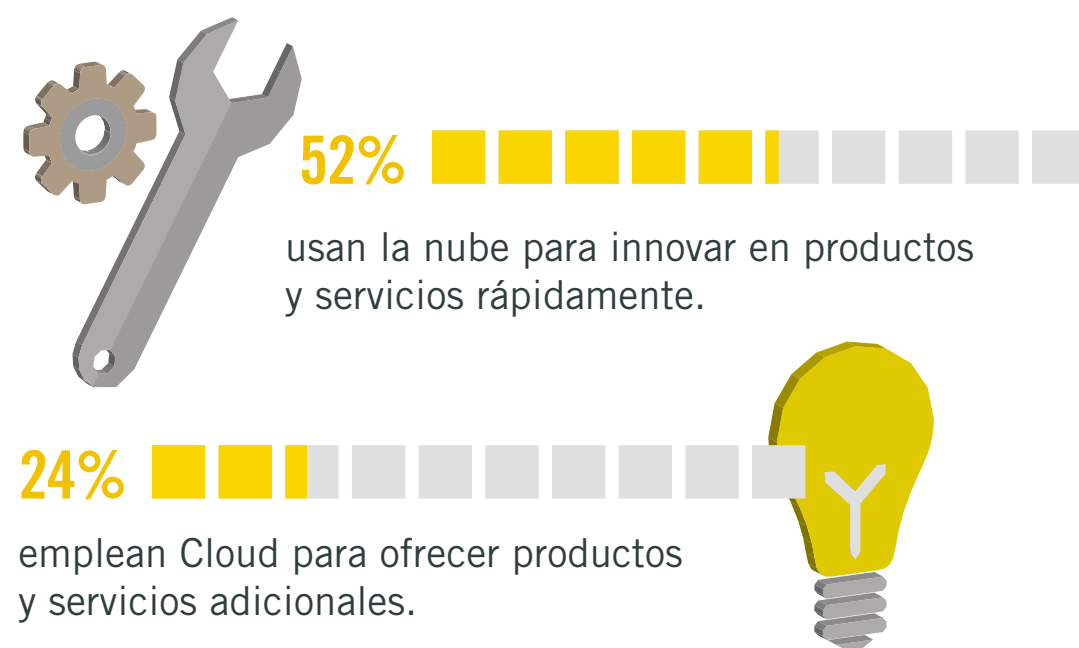 52%
usan la nube para innovar en productos
y servicios rápidamente.
24%
emplean Cloud para ofrecer productos
y servicios adicionales.